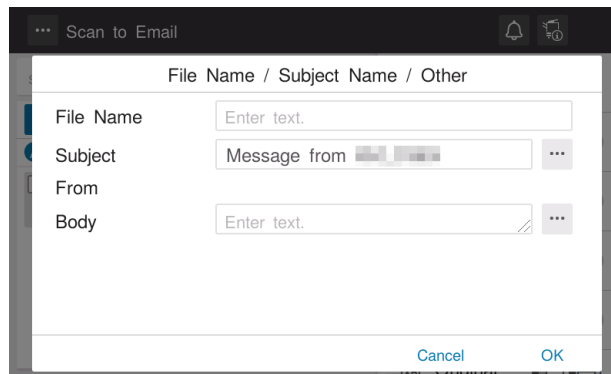 Scan to Email
File Name / Subject Name / Other
File Name Enter text.
Subject Message from
From
Body Enter text.
Cancel OK